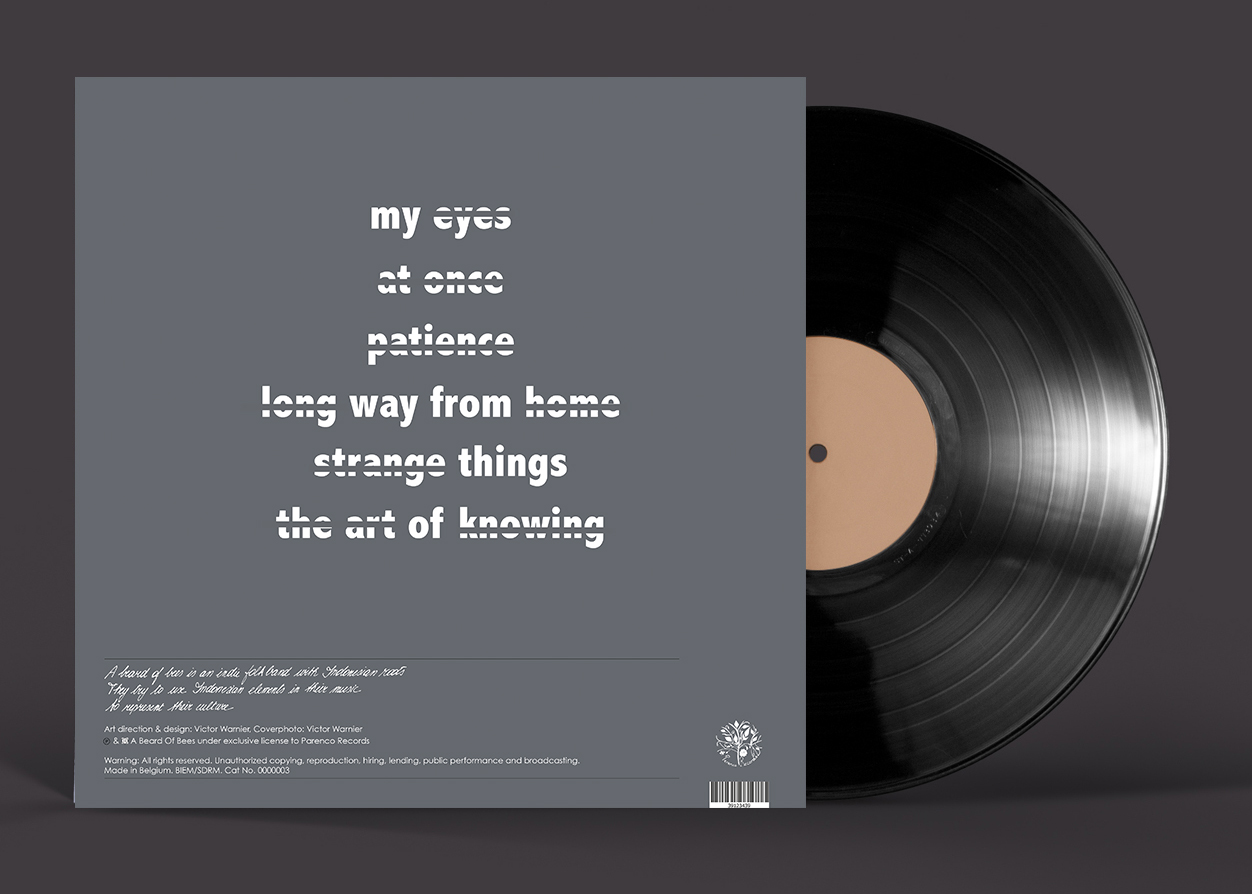 my eyes
at once
patience
long way from home
strange things
the art of knowing
A beard of bees is an indie folkband with Indonesian roots
They try to use Indonesian elements in their music
to represent their culture
Art direction & design: Victor Warnier, Coverphoto: Victor Warnier
Ⓟ & A Beard Of Bees under exclusive license to Parenco Records
Warning: All rights reserved. Unauthorized copying, reproduction, hiring, lending, public performance and broadcasting.
Made in Belgium. BIEM/SDRM. Cat No. 0000003
39123439